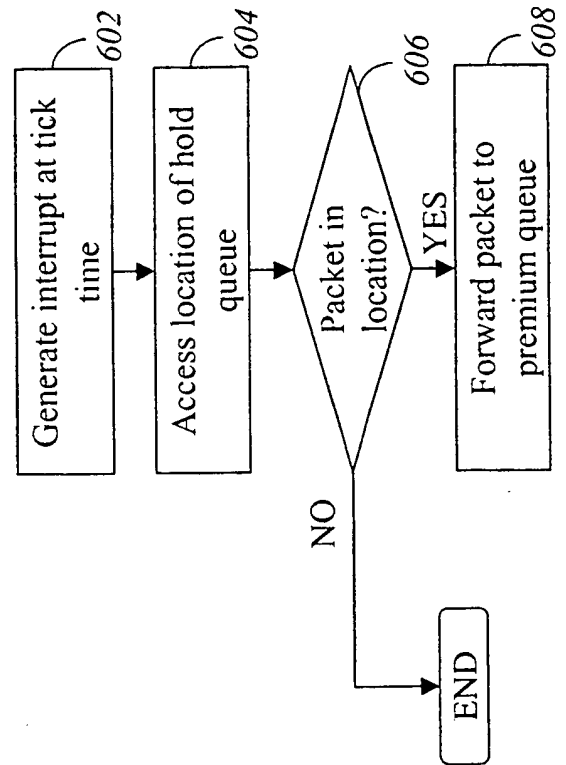 602
Generate interrupt at tick
time
604
Access location of hold
queue
606
Packet in
location?
NO
YES
608
Forward packet to
premium queue
END